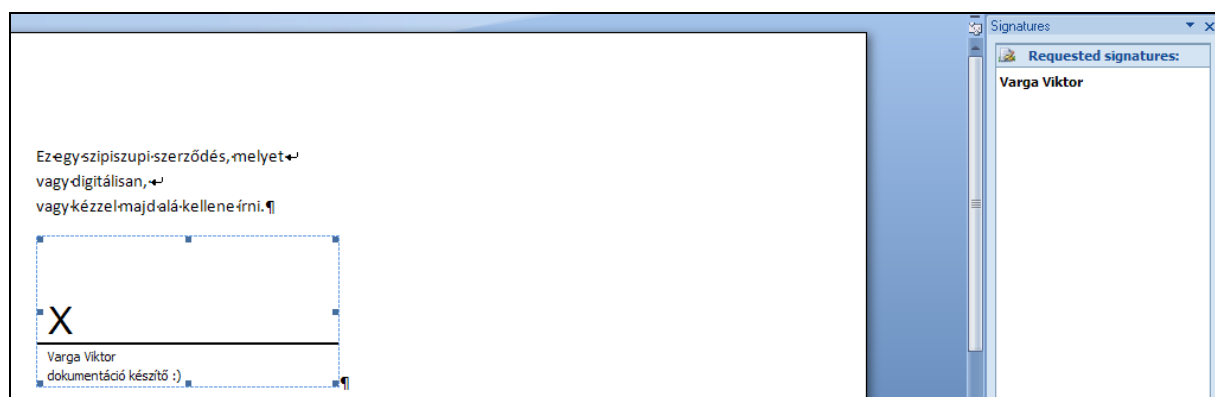 Signatures
Requested signatures:
Varga Viktor
Ez egy szipiszupi szerződés, melyet
vagy digitálisan,
vagy kézzel majd alá kellene írni.¶
X
Varga Viktor
dokumentáció készítő :)
¶